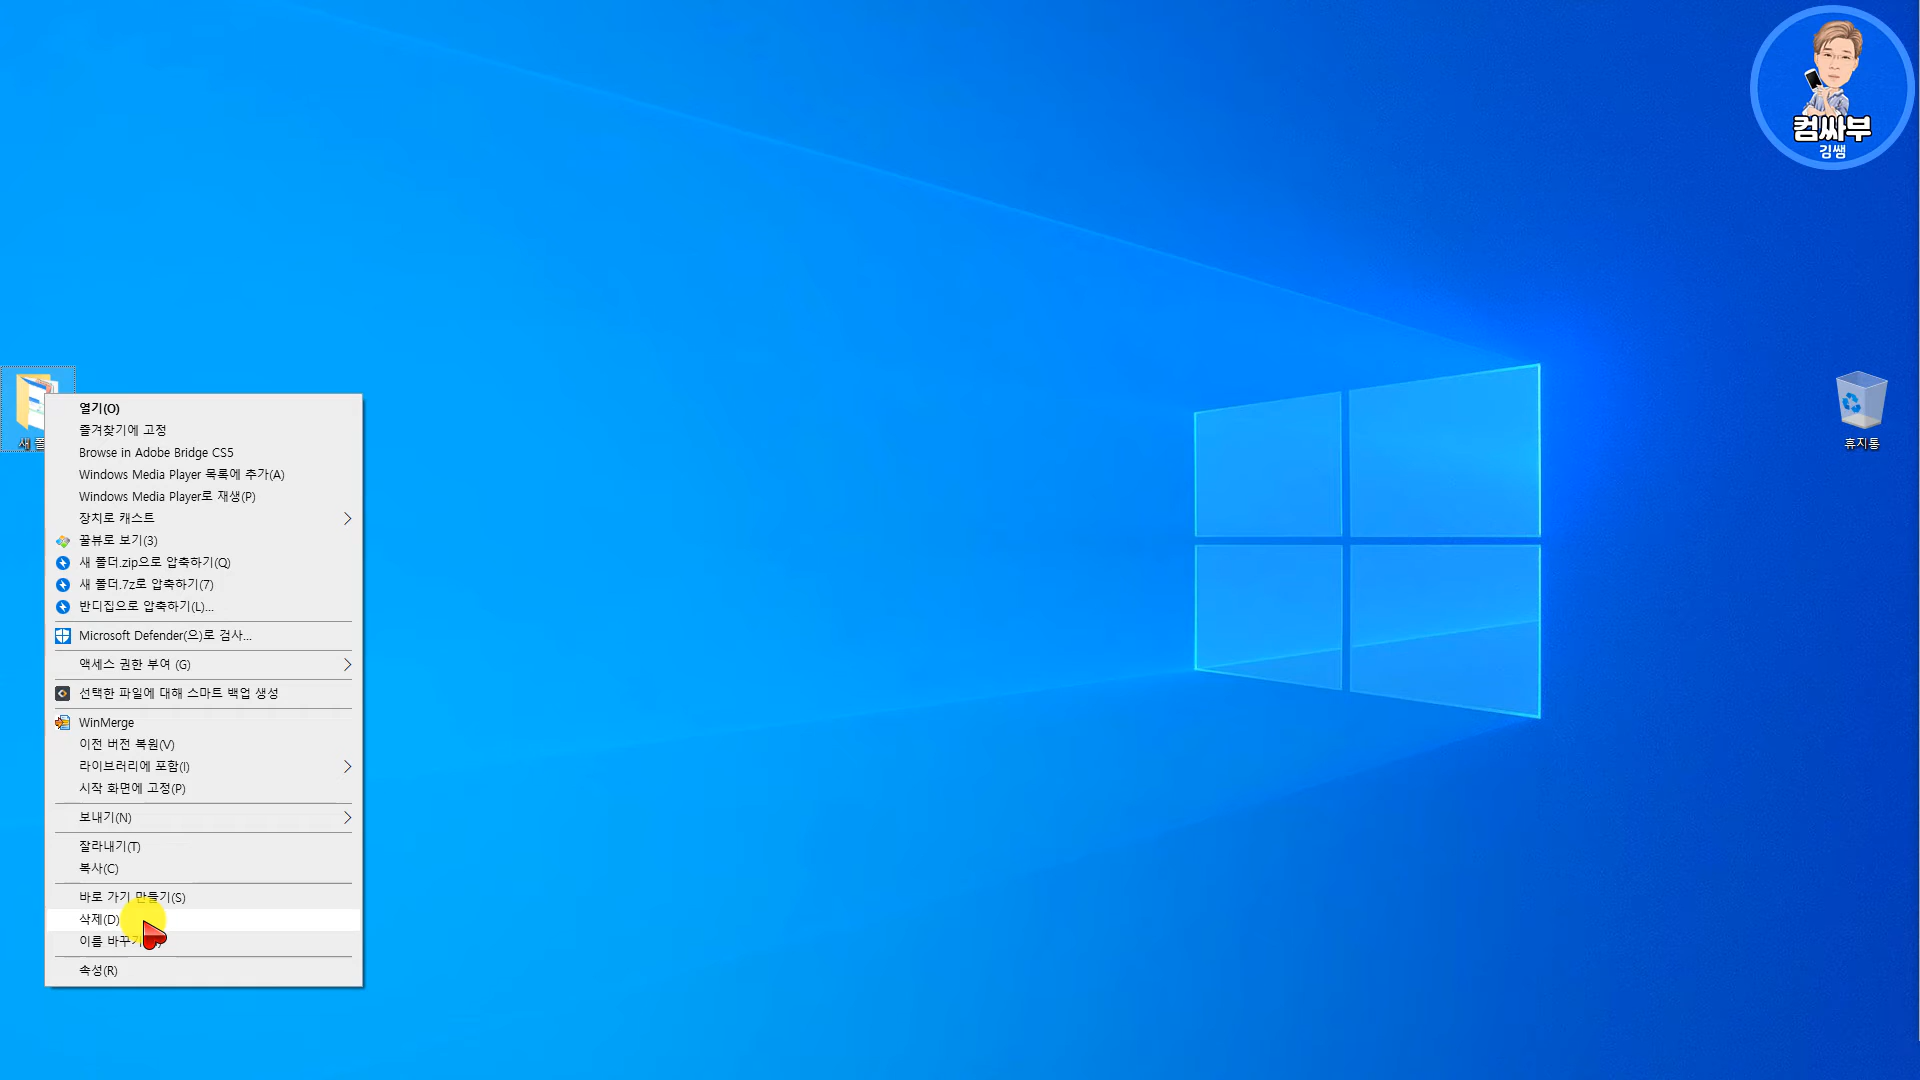 컴싸부
김쌤
새 폴
휴지통
열기(O)
즐겨찾기에 고정
Browse in Adobe Bridge CS5
Windows Media Player 목록에 추가(A)
Windows Media Player로 재생(P)
장치로 캐스트
꿀뷰로 보기(3)
새 폴더.zip으로 압축하기(Q)
새 폴더.7z로 압축하기(7)
반디집으로 압축하기(L)...
Microsoft Defender(으)로 검사...
액세스 권한 부여 (G)
선택한 파일에 대해 스마트 백업 생성
WinMerge
이전 버전 복원(V)
라이브러리에 포함(I)
시작 화면에 고정(P)
보내기(N)
잘라내기(T)
복사(C)
바로 가기 만들기(S)
삭제(D)
이름 바꾸기
속성(R)